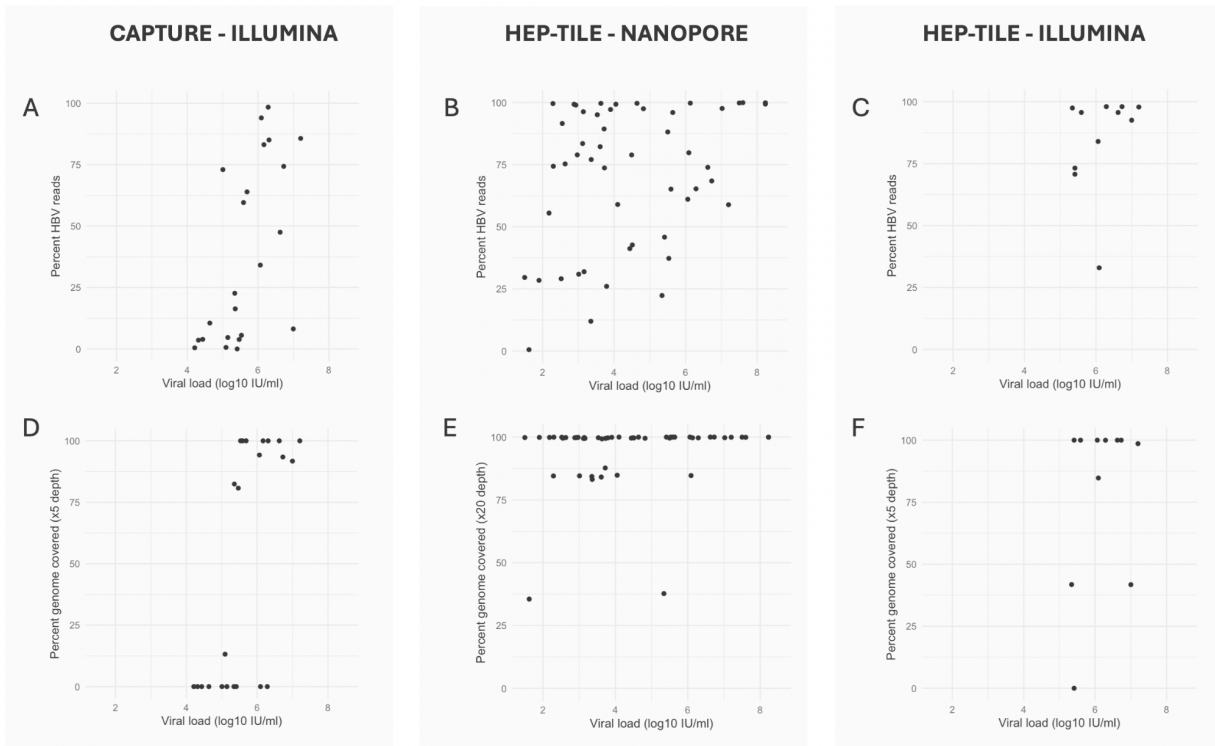 CAPTURE - ILLUMINA
HEP-TILE - NANOPORE
HEP-TILE - ILLUMINA
A
100
75
50
25
0
Percent HBV reads
2 4 6 8
Viral load (log10 IU/ml)
B
100
75
50
25
0
Percent HBV reads
2 4 6 8
Viral load (log10 IU/ml)
C
100
75
50
25
0
Percent HBV reads
2 4 6 8
Viral load (log10 IU/ml)
D
100
75
50
25
0
Percent genome covered (x5 depth)
2 4 6 8
Viral load (log10 IU/ml)
E
100
75
50
25
0
Percent genome covered (x20 depth)
2 4 6 8
Viral load (log10 IU/ml)
F
100
75
50
25
0
Percent genome covered (x5 depth)
2 4 6 8
Viral load (log10 IU/ml)